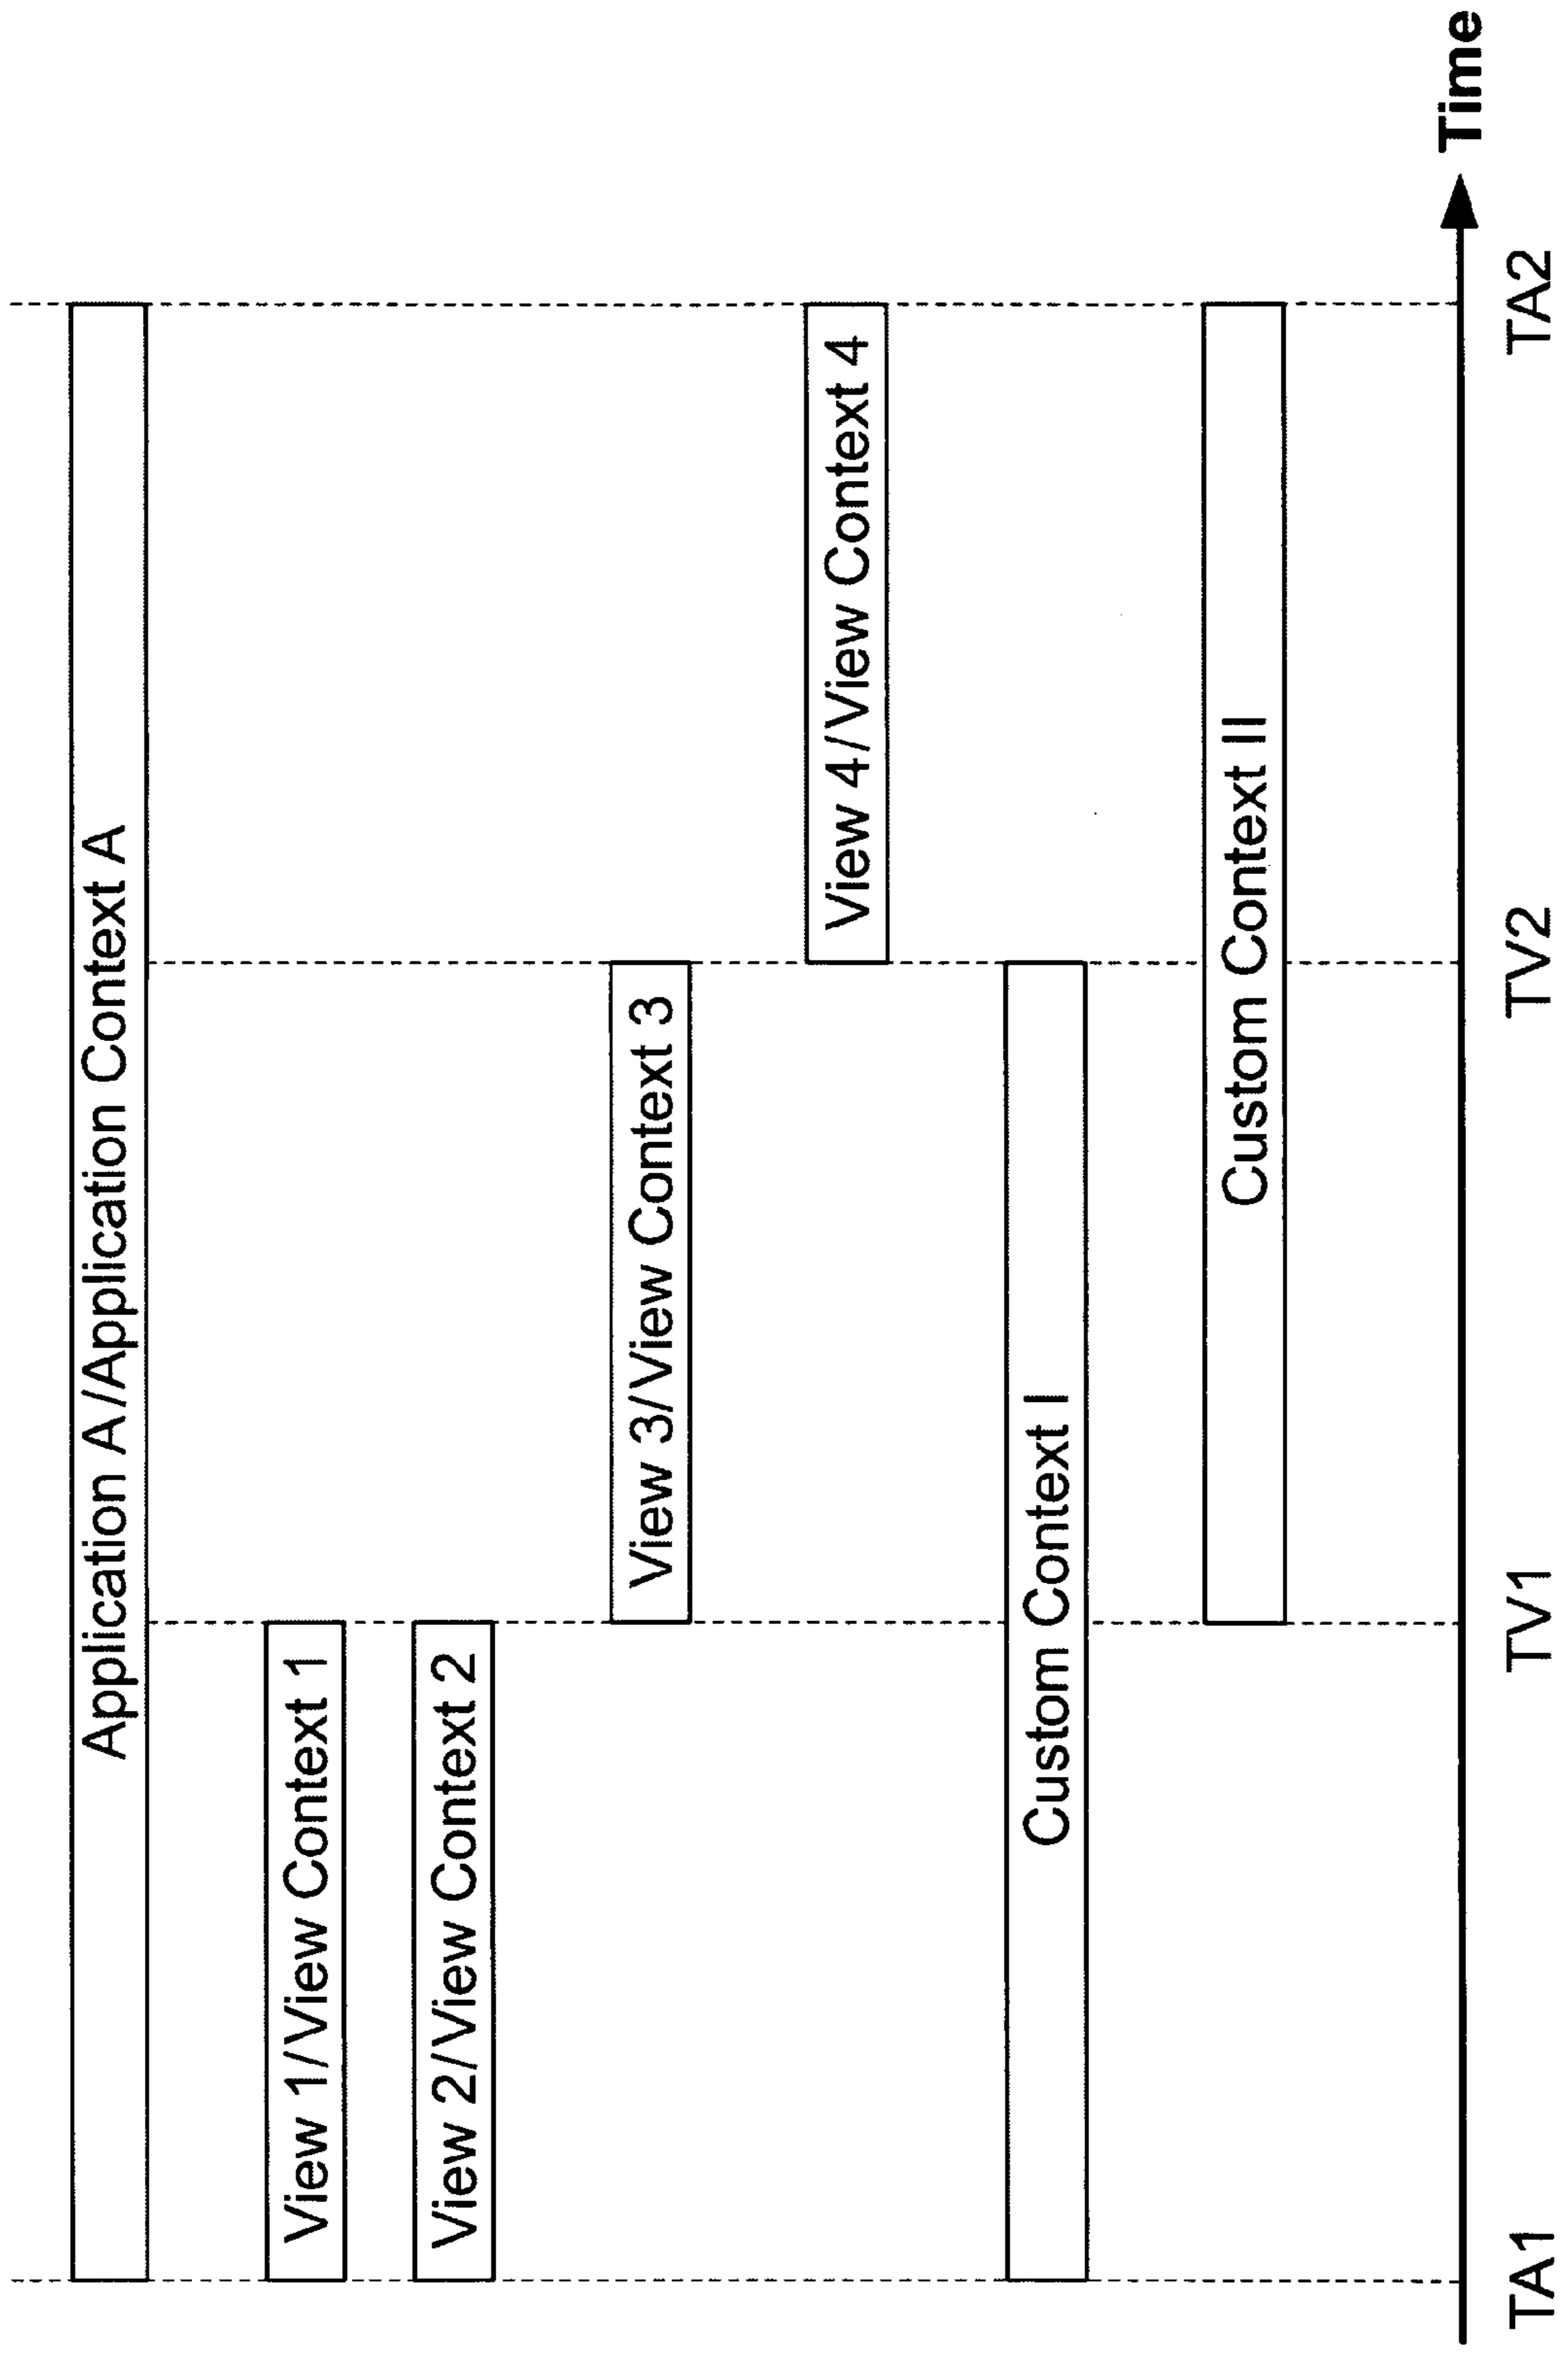 Application A/Application Context A
View 1/View Context 1
View 2/View Context 2
View 3/View Context 3
View 4/View Context 4
Custom Context I
Custom Context II
Time
TA1
TV1
TV2
TA2